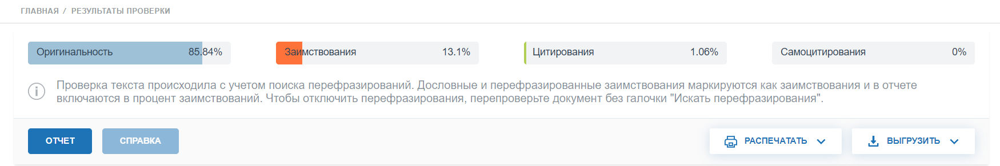 ГЛАВНАЯ / РЕЗУЛЬТАТЫ ПРОВЕРКИ
Оригинальность 85.84% Заимствования 13.1% Цитирования 1.06% Самоцитирования 0%
Проверка текста происходила с учетом поиска перефразирований. Дословные и перефразированные заимствования маркируются как заимствования и в отчете
включаются в процент заимствований. Чтобы отключить перефразирования, перепроверьте документ без галочки "Искать перефразирования".
ОТЧЕТ СПРАВКА РАСПЕЧАТАТЬ ВЫГРУЗИТЬ